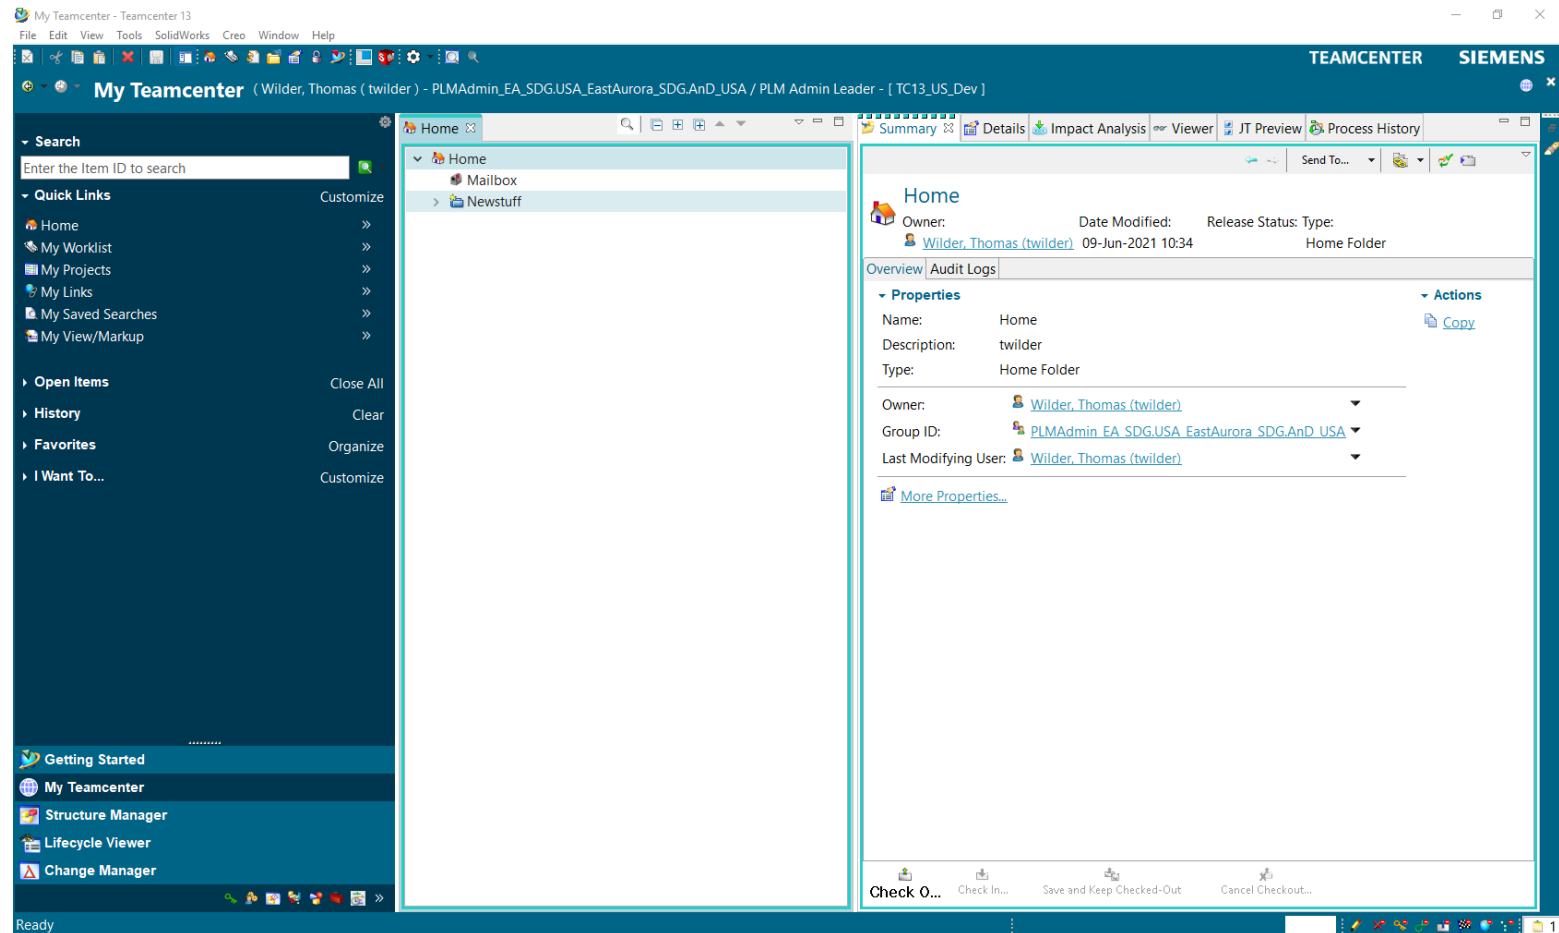 My Teamcenter - Teamcenter 13
File Edit View Tools SolidWorks Creo Window Help
TEAMCENTER SIEMENS
My Teamcenter ( Wilder, Thomas ( twilder ) - PLMAdmin_EA_SDG.USA_EastAurora_SDG.AnD_USA / PLM Admin Leader - [ TC13_US_Dev ]
Search
Enter the Item ID to search
Quick Links Customize
Home »
My Worklist »
My Projects »
My Links »
My Saved Searches »
My View/Markup »
Open Items Close All
History Clear
Favorites Organize
I Want To... Customize
Getting Started
My Teamcenter
Structure Manager
Lifecycle Viewer
Change Manager
»
Ready
Home
Home
Mailbox
Newstuff
Summary Details Impact Analysis Viewer JT Preview Process History
Send To...
Home
Owner: Date Modified: Release Status: Type:
Wilder, Thomas (twilder) 09-Jun-2021 10:34 Home Folder
Overview Audit Logs
Properties
Name: Home
Description: twilder
Type: Home Folder
Owner: Wilder, Thomas (twilder)
Group ID: PLMAdmin_EA_SDG.USA_EastAurora_SDG.AnD_USA
Last Modifying User: Wilder, Thomas (twilder)
More Properties...
Actions
Copy
Check O... Check In... Save and Keep Checked-Out Cancel Checkout...
1